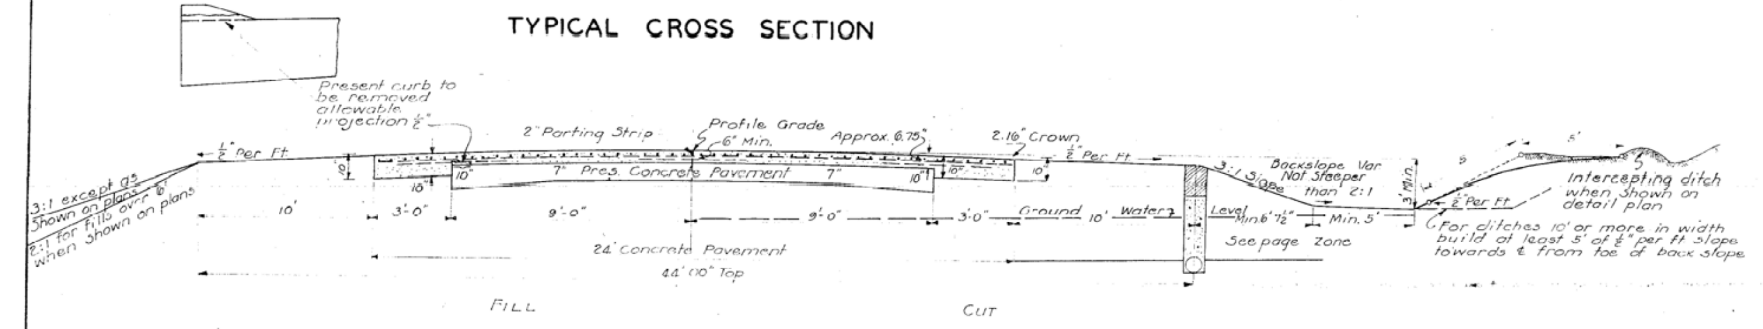 TYPICAL CROSS SECTION
Present curb to
be removed
allowable
projection ½"
2" Parting Strip
Profile Grade
6" Min.
Approx. 6.75"
2.16" Crown
½" Per Ft.
½" Per Ft.
10"
10"
10"
7" Pres. Concrete Pavement 7"
10"
10"
10"
3:1 except as
shown on plans
2:1 for fills over 6'
when shown on plans
10'
3'-0"
9'-0"
9'-0"
3'-0"
Ground 10' Water Level
3:1 Slope
Backslope Var
Not Steeper
than 2:1
3' Min.
5'
Intercepting ditch
when shown on
detail plan
½" Per Ft.
Min. 6' 7½"
Min. 5'
Seepage Zone
For ditches 10' or more in width
build at least 5' of ½" per ft slope
towards ℄ from toe of back slope
24' Concrete Pavement
44' 00" Top
FILL
CUT